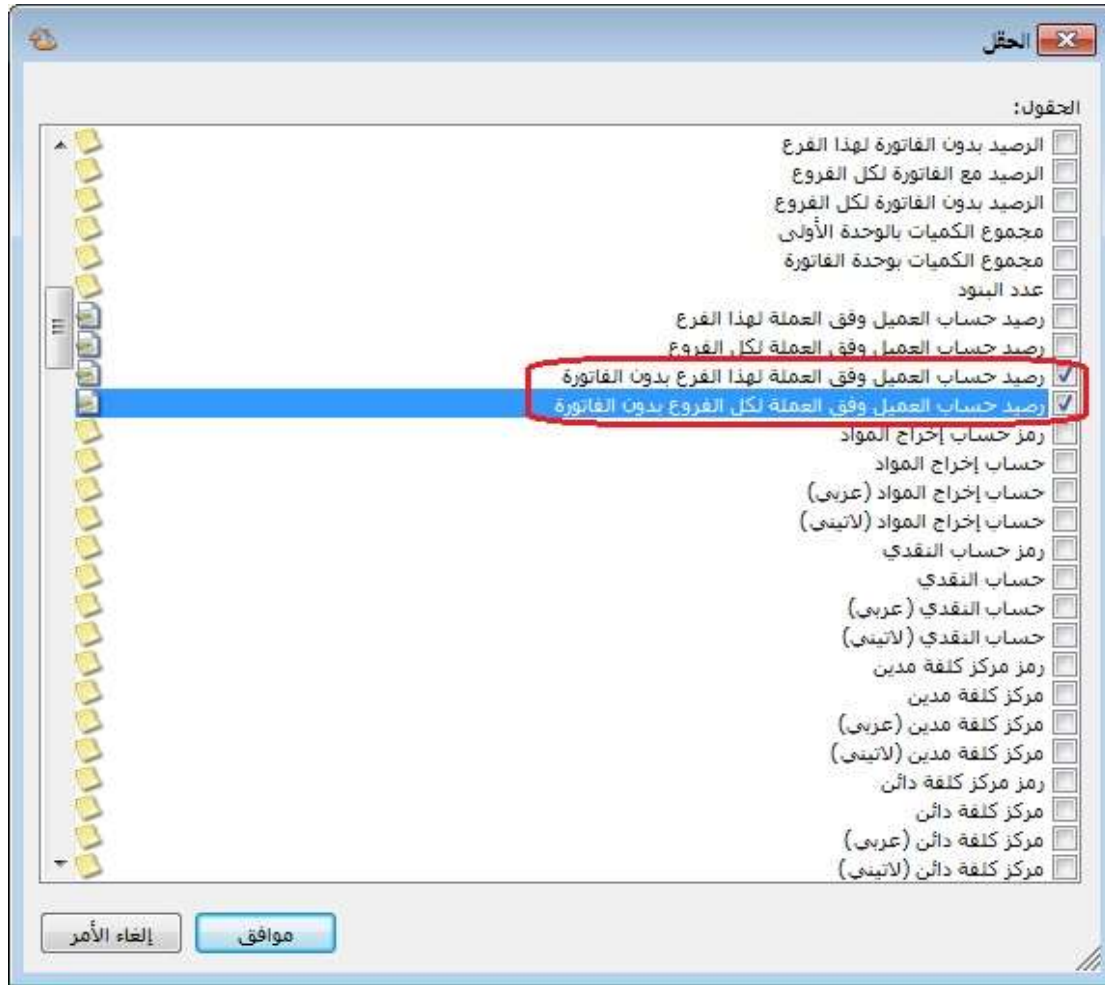 الحقل
الحقول:
الرصيد بدون الفاتورة لهذا الفرع
الرصيد مع الفاتورة لكل الفروع
الرصيد بدون الفاتورة لكل الفروع
مجموع الكميات بالوحدة الأولى
مجموع الكميات بوحدة الفاتورة
عدد البنود
رصيد حساب العميل وفق العملة لهذا الفرع
رصيد حساب العميل وفق العملة لكل الفروع
رصيد حساب العميل وفق العملة لهذا الفرع بدون الفاتورة
رصيد حساب العميل وفق العملة لكل الفروع بدون الفاتورة
رمز حساب إخراج المواد
حساب إخراج المواد
حساب إخراج المواد (عربي)
حساب إخراج المواد (لاتيني)
رمز حساب النقدي
حساب النقدي
حساب النقدي (عربي)
حساب النقدي (لاتيني)
رمز مركز كلفة مدين
مركز كلفة مدين
مركز كلفة مدين (عربي)
مركز كلفة مدين (لاتيني)
رمز مركز كلفة دائن
مركز كلفة دائن
مركز كلفة دائن (عربي)
مركز كلفة دائن (لاتيني)
موافق
إلغاء الأمر